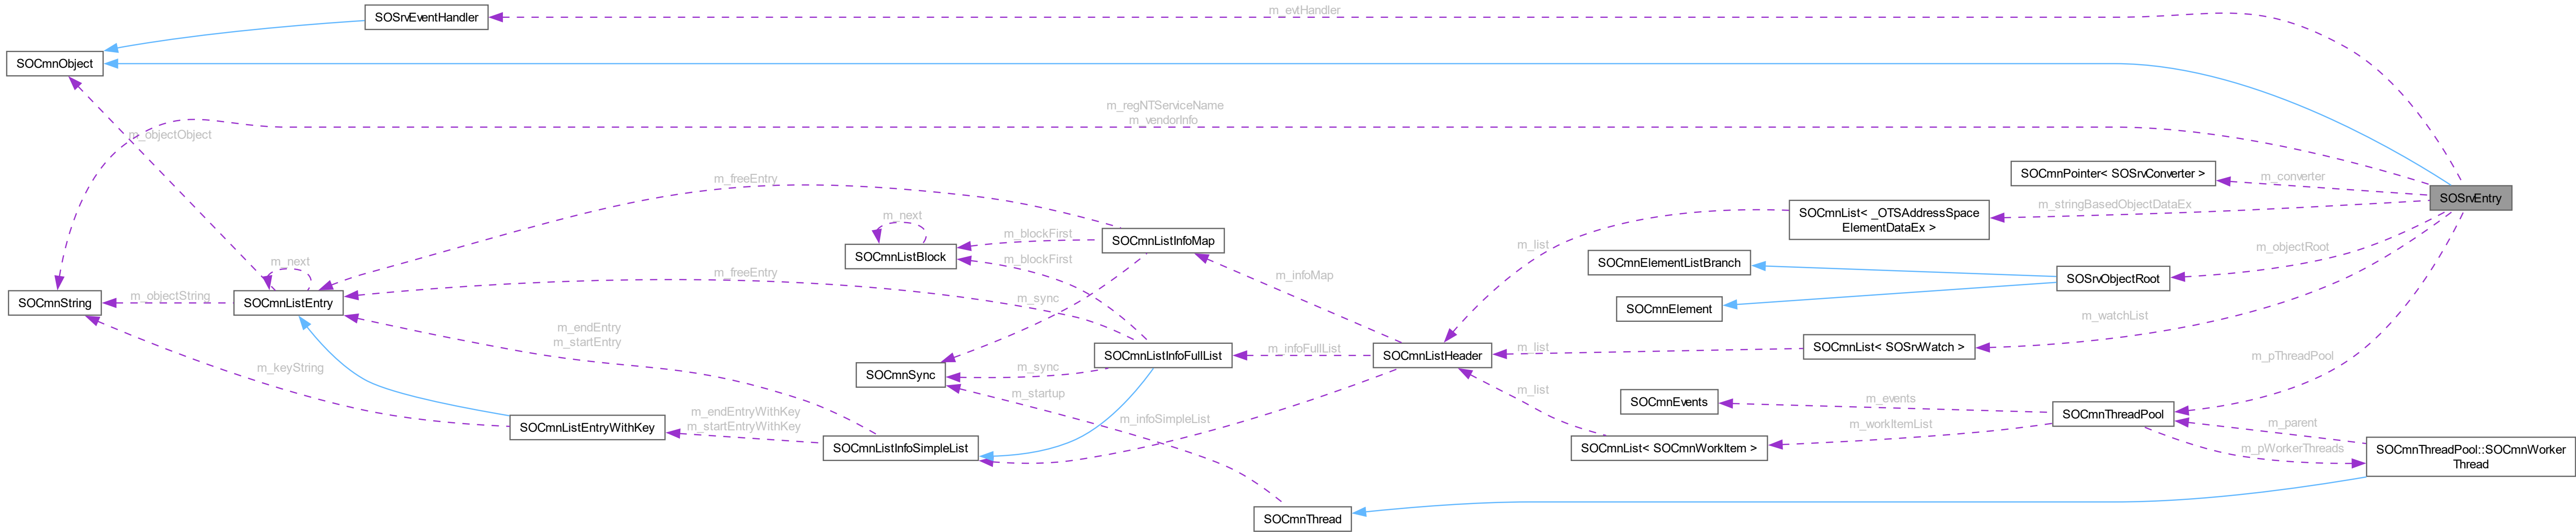 m_evtHandler
SOSrvEventHandler
SOCmnObject
m_regNTServiceName
m_vendorInfo
m_objectObject
SOCmnPointer< SOSrvConverter >
m_converter
m_freeEntry
SOSrvEntry
m_stringBasedObjectDataEx
SOCmnList< _OTSAddressSpace
ElementDataEx >
m_next
m_blockFirst
SOCmnListInfoMap
m_list
m_objectRoot
SOCmnListBlock
m_next
m_blockFirst
SOCmnElementListBranch
m_freeEntry
m_infoMap
SOSrvObjectRoot
m_objectString
SOCmnString
SOCmnListEntry
m_sync
SOCmnElement
m_watchList
m_endEntry
m_startEntry
SOCmnListInfoFullList
m_infoFullList
SOCmnListHeader
m_list
SOCmnList< SOSrvWatch >
m_pThreadPool
m_keyString
SOCmnSync
m_sync
m_startup
m_list
SOCmnEvents
m_events
SOCmnThreadPool
m_endEntryWithKey
m_startEntryWithKey
m_infoSimpleList
m_workItemList
m_parent
SOCmnListEntryWithKey
SOCmnListInfoSimpleList
SOCmnList< SOCmnWorkItem >
m_pWorkerThreads
SOCmnThreadPool::SOCmnWorker
Thread
SOCmnThread